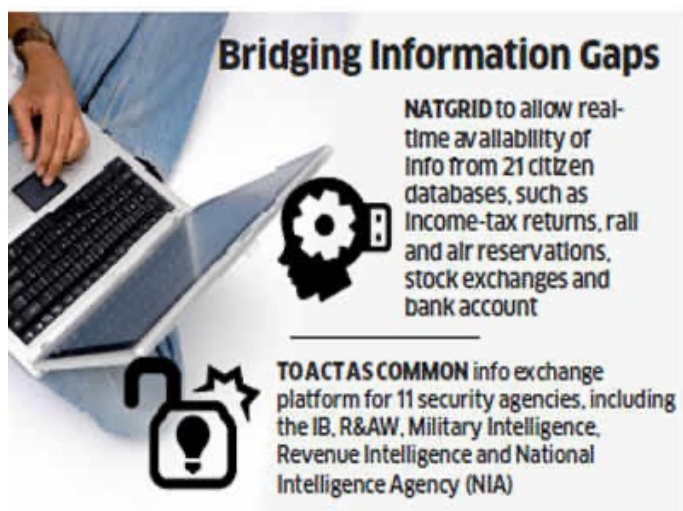 Bridging Information Gaps
NATGRID to allow real-
time availability of
info from 21 citizen
databases, such as
income-tax returns, rail
and air reservations,
stock exchanges and
bank account
TO ACT AS COMMON info exchange
platform for 11 security agencies, including
the IB, R&AW, Military Intelligence,
Revenue Intelligence and National
Intelligence Agency (NIA)